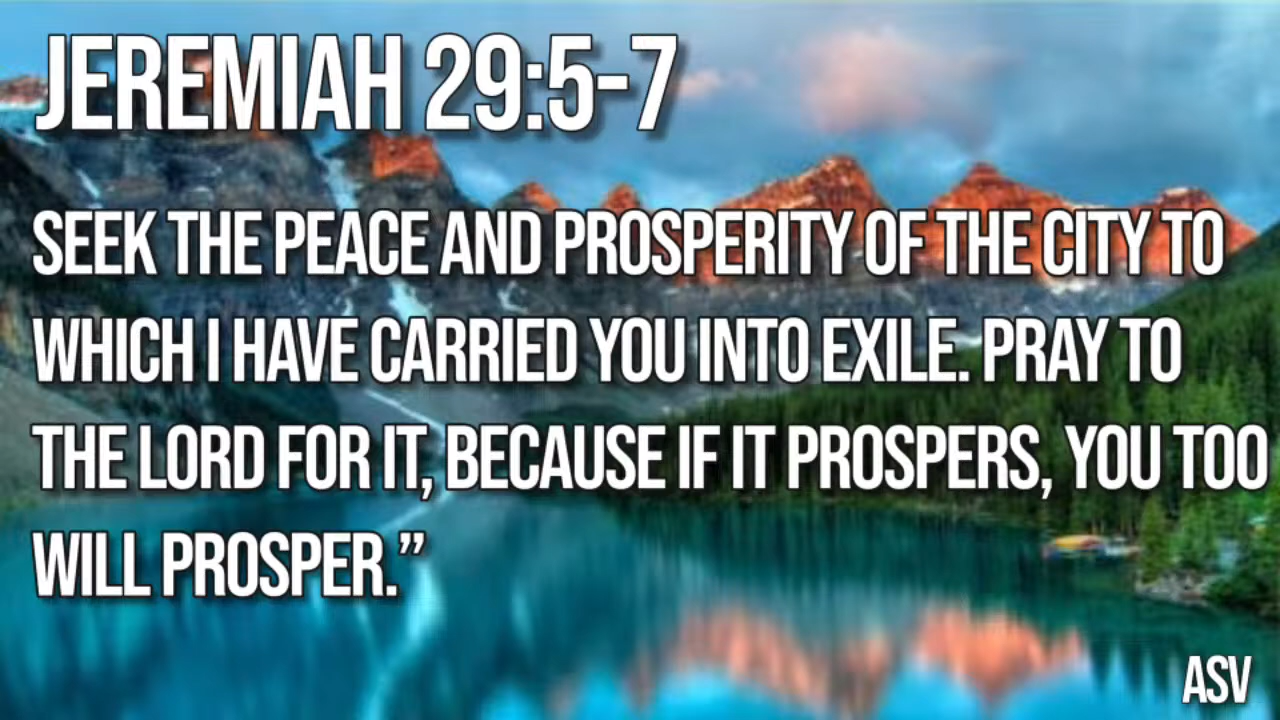 JEREMIAH 29:5-7
SEEK THE PEACE AND PROSPERITY OF THE CITY TO
WHICH I HAVE CARRIED YOU INTO EXILE. PRAY TO
THE LORD FOR IT, BECAUSE IF IT PROSPERS, YOU TOO
WILL PROSPER.”
ASV